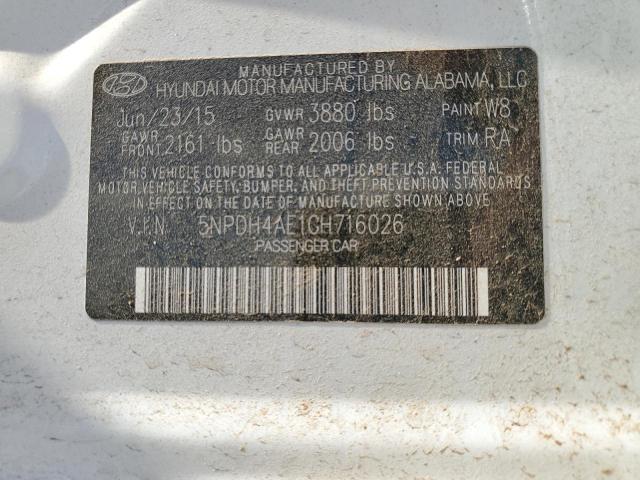 MANUFACTURED BY
HYUNDAI MOTOR MANUFACTURING ALABAMA, LLC
Jun/23/15 GVWR 3880 lbs PAINT W8
GAWR FRONT 2161 lbs GAWR REAR 2006 lbs TRIM RA
THIS VEHICLE CONFORMS TO ALL APPLICABLE U.S.A. FEDERAL
MOTOR VEHICLE SAFETY, BUMPER, AND THEFT PREVENTION
STANDARDS IN EFFECT ON THE DATE OF MANUFACTURE SHOWN ABOVE
V.I.N. 5NPDH4AE1GH716026
PASSENGER CAR